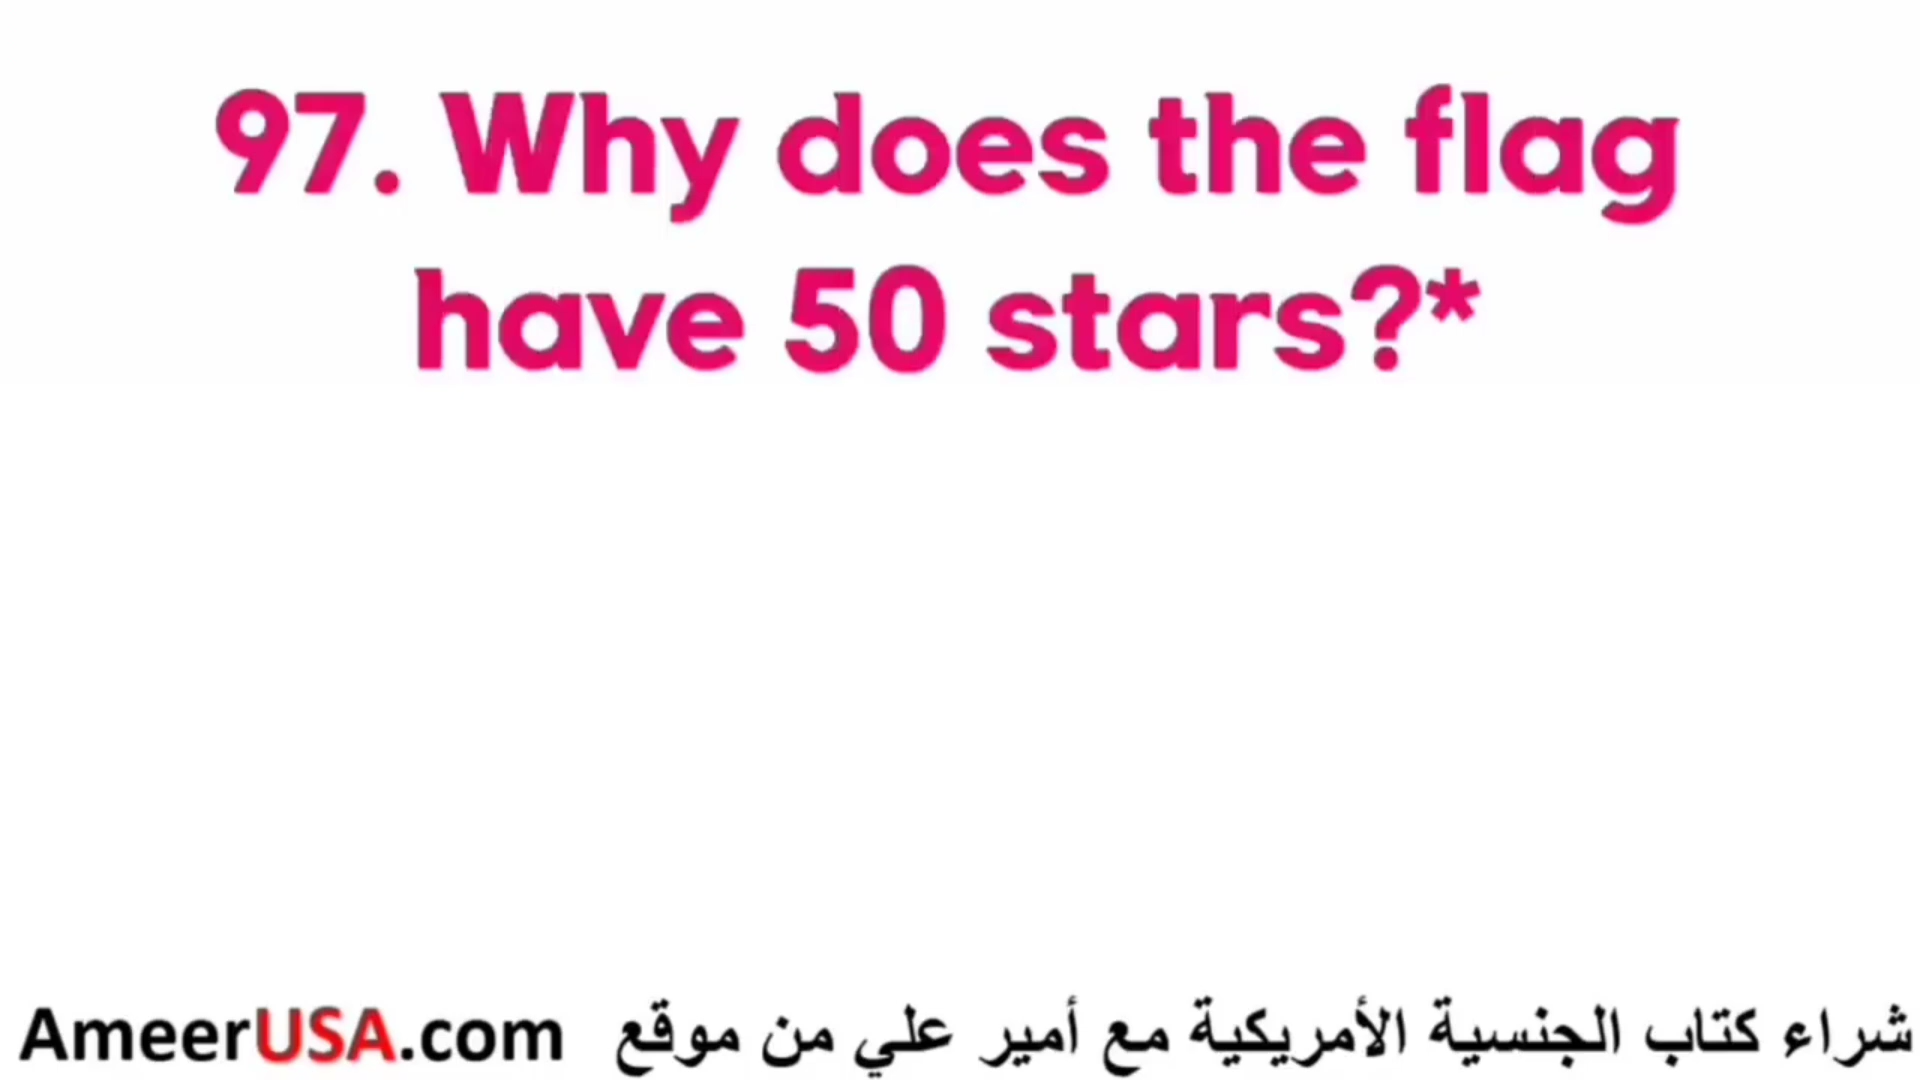 97. Why does the flag
have 50 stars?*
AmeerUSA.com شراء كتاب الجنسية الأمريكية مع أمير علي من موقع